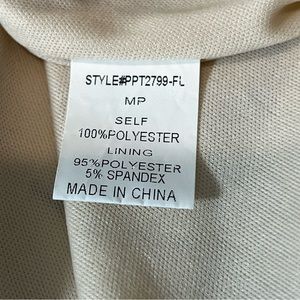 STYLE#PPT2799-FL
MP
SELF
100%POLYESTER
LINING
95%POLYESTER
5% SPANDEX
MADE IN CHINA